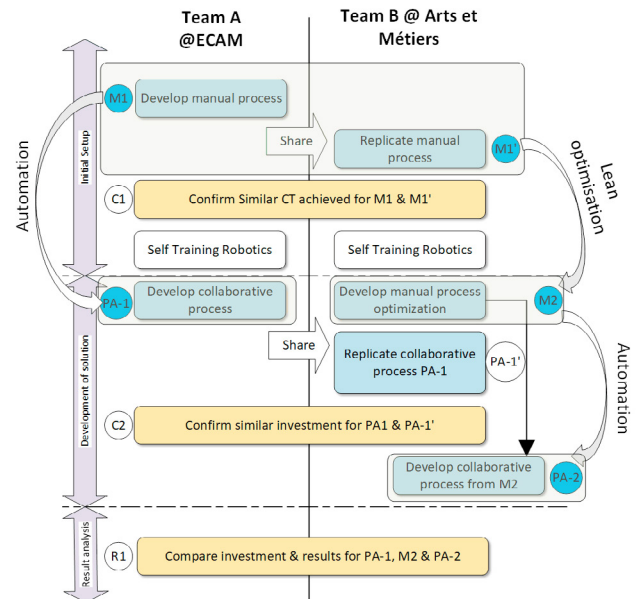 Team A
@ECAM
Team B @ Arts et
Métiers
M1
Develop manual process
Share
Replicate manual
process
M1'
Automation
Initial Setup
Lean
optimisation
C1
Confirm Similar CT achieved for M1 & M1'
Self Training Robotics
Self Training Robotics
PA-1
Develop collaborative
process
Develop manual process
optimization
M2
Share
Replicate collaborative
process PA-1
PA-1'
Development of solution
Automation
C2
Confirm similar investment for PA1 & PA-1'
Develop collaborative
process from M2
PA-2
Result analysis
R1
Compare investment & results for PA-1, M2 & PA-2